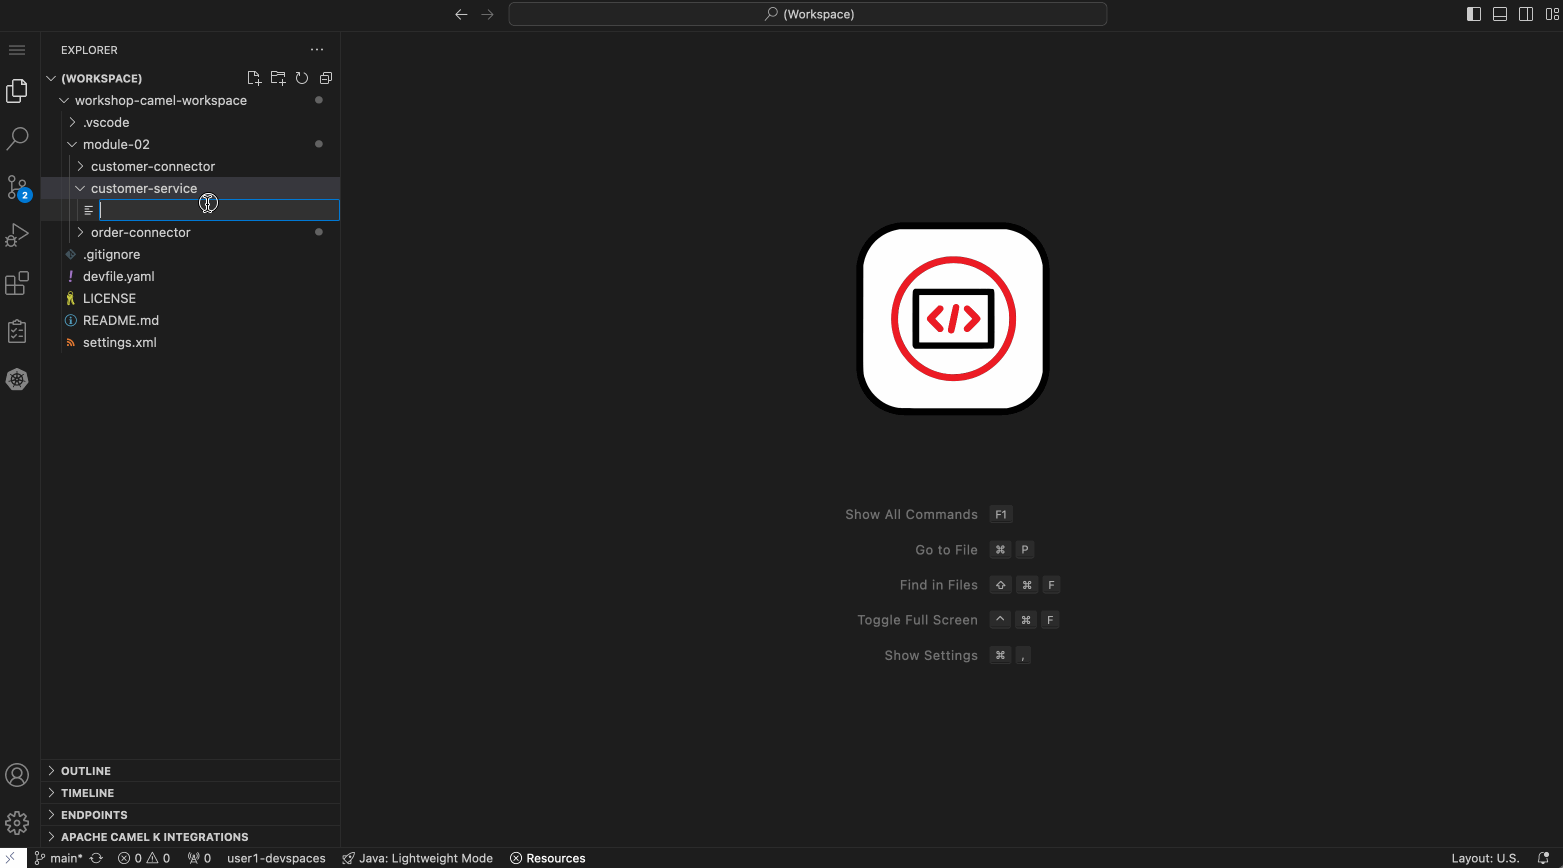 (Workspace)
EXPLORER
(WORKSPACE)
workshop-camel-workspace
.vscode
module-02
customer-connector
customer-service
order-connector
.gitignore
! devfile.yaml
LICENSE
README.md
settings.xml
</>
Show All Commands F1
Go to File ⌘ P
Find in Files ⇧ ⌘ F
Toggle Full Screen ^ ⌘ F
Show Settings ⌘ ,
2
OUTLINE
TIMELINE
ENDPOINTS
APACHE CAMEL K INTEGRATIONS
main* 0 0 0 user1-devspaces Java: Lightweight Mode Resources Layout: U.S.